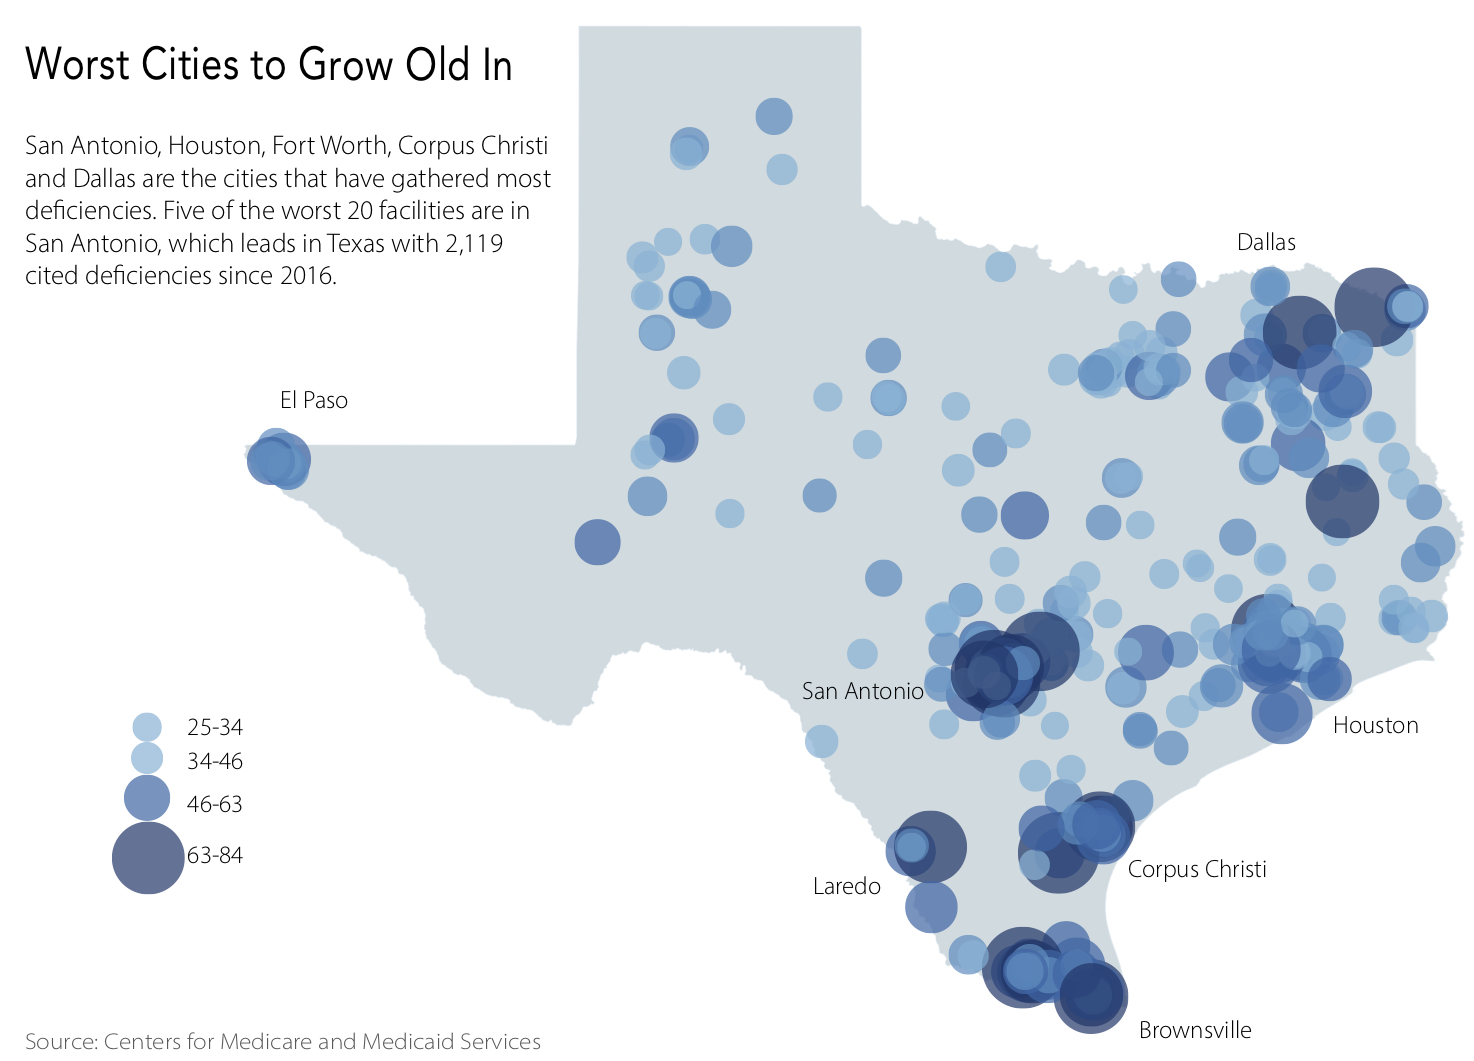 Worst Cities to Grow Old In
San Antonio, Houston, Fort Worth, Corpus Christi
and Dallas are the cities that have gathered most
deficiencies. Five of the worst 20 facilities are in
San Antonio, which leads in Texas with 2,119
cited deficiencies since 2016.
Dallas
El Paso
San Antonio
Houston
25-34
34-46
46-63
63-84
Corpus Christi
Laredo
Brownsville
Source: Centers for Medicare and Medicaid Services